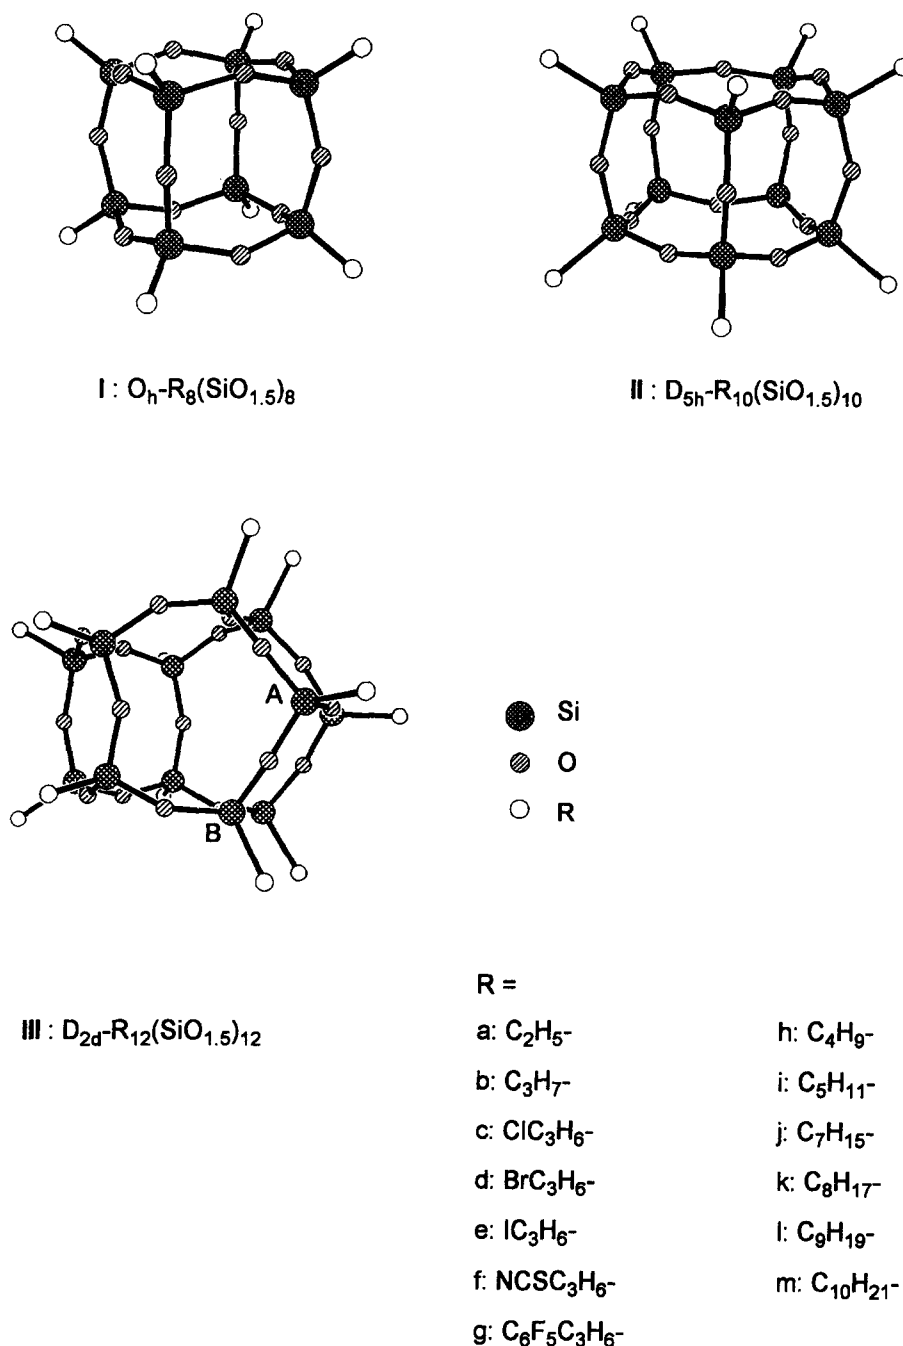 I : Oₕ-R₈(SiO₁.₅)₈
II : D₅ₕ-R₁₀(SiO₁.₅)₁₀
A
B
Si
O
R
III : D₂d-R₁₂(SiO₁.₅)₁₂
R =
a: C₂H₅-
b: C₃H₇-
c: ClC₃H₆-
d: BrC₃H₆-
e: IC₃H₆-
f: NCSC₃H₆-
g: C₆F₅C₃H₆-
h: C₄H₉-
i: C₅H₁₁-
j: C₇H₁₅-
k: C₈H₁₇-
l: C₉H₁₉-
m: C₁₀H₂₁-